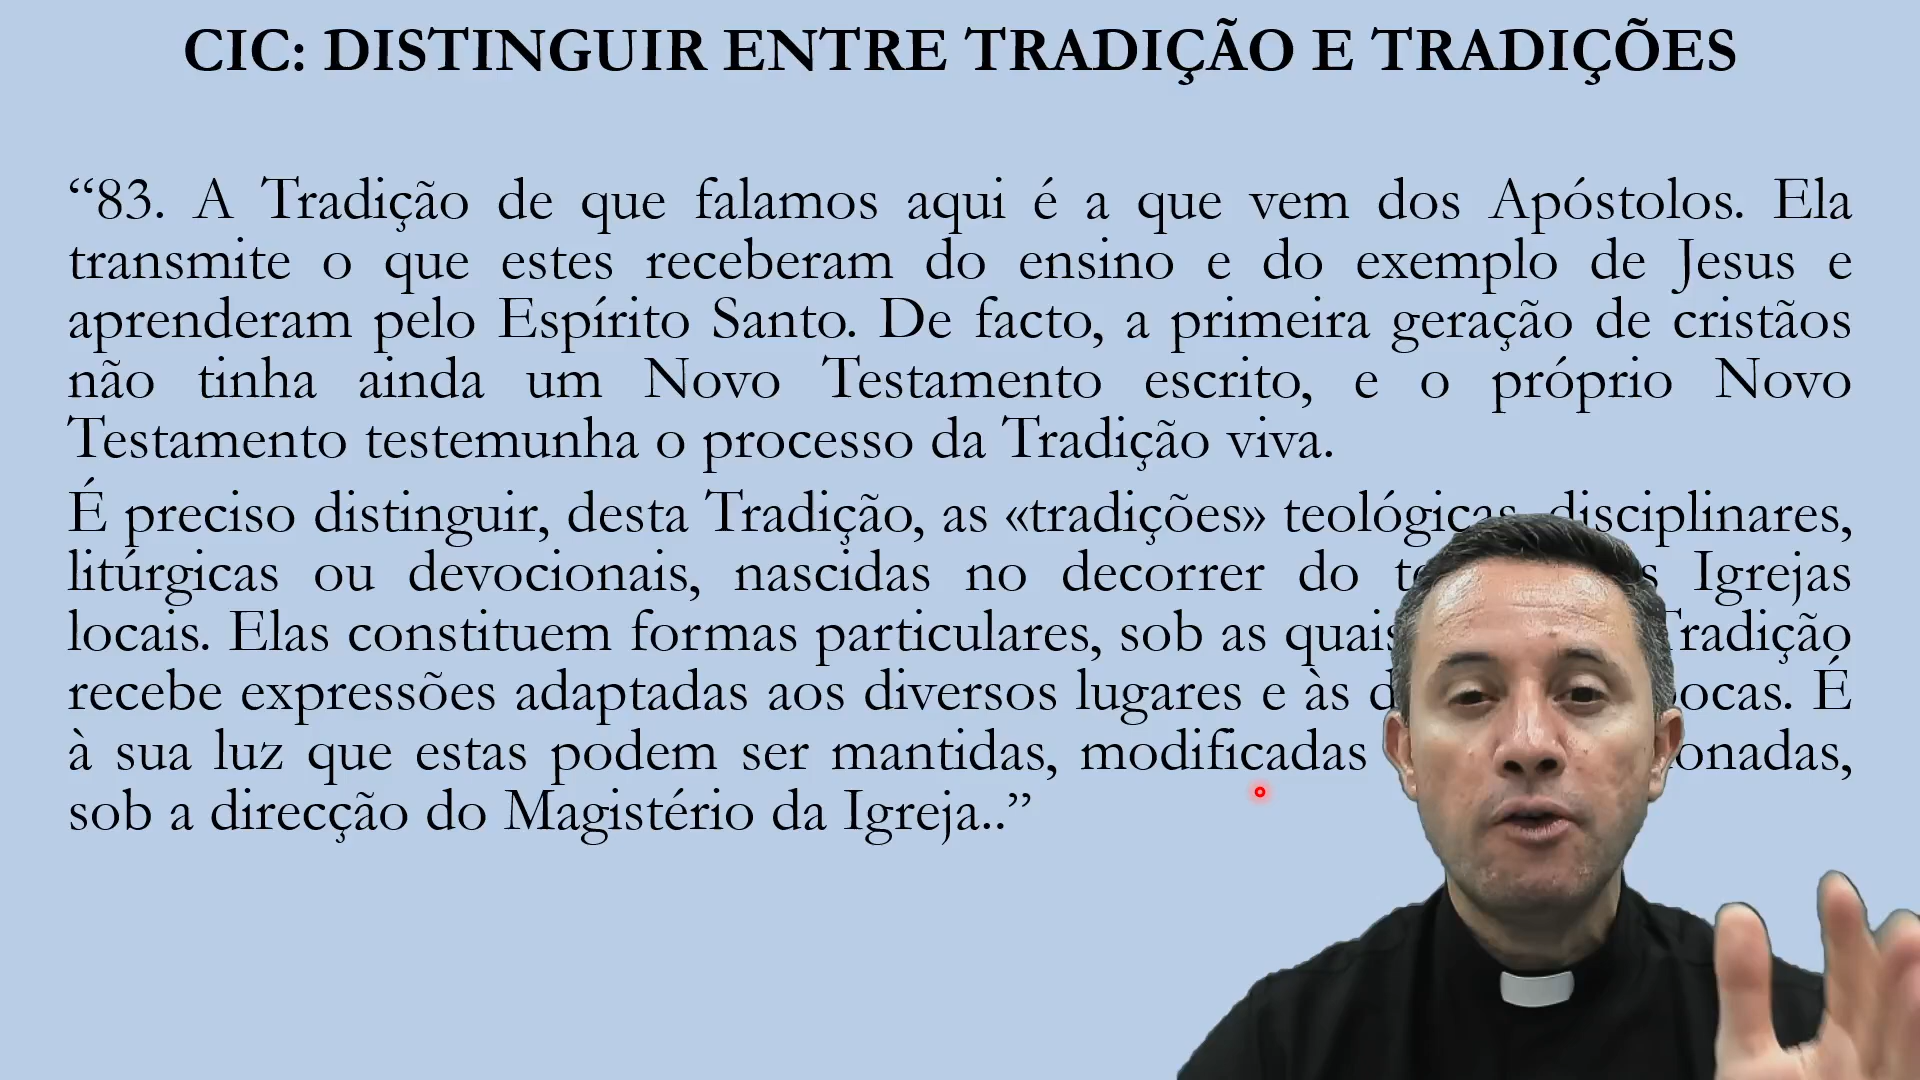 CIC: DISTINGUIR ENTRE TRADIÇÃO E TRADIÇÕES
“83. A Tradição de que falamos aqui é a que vem dos Apóstolos. Ela
transmite o que estes receberam do ensino e do exemplo de Jesus e
aprenderam pelo Espírito Santo. De facto, a primeira geração de cristãos
não tinha ainda um Novo Testamento escrito, e o próprio Novo
Testamento testemunha o processo da Tradição viva.
É preciso distinguir, desta Tradição, as «tradições» teológicas, disciplinares,
litúrgicas ou devocionais, nascidas no decorrer do Igrejas
locais. Elas constituem formas particulares, sob as quais Tradição
recebe expressões adaptadas aos diversos lugares e às É
à sua luz que estas podem ser mantidas, modificadas
sob a direcção do Magistério da Igreja..”